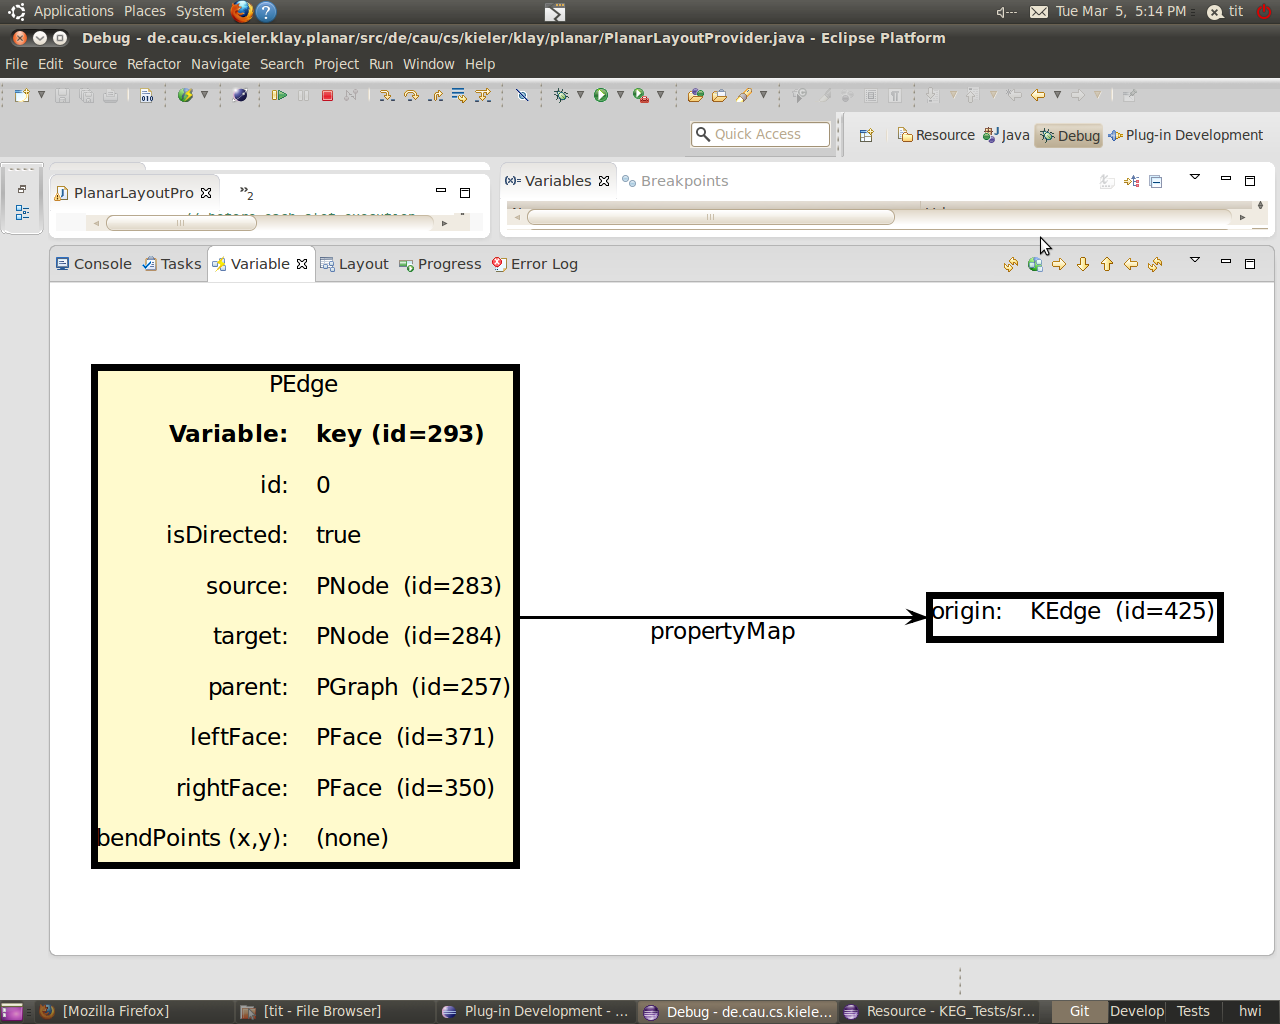 Applications Places System
Tue Mar 5, 5:14 PM tit
Debug - de.cau.cs.kieler.klay.planar/src/de/cau/cs/kieler/klay/planar/PlanarLayoutProvider.java - Eclipse Platform
File Edit Source Refactor Navigate Search Project Run Window Help
Quick Access
Resource Java Debug Plug-in Development
PlanarLayoutPro
»2
(x)= Variables Breakpoints
Console Tasks Variable Layout Progress Error Log
PEdge
Variable: key (id=293)
id: 0
isDirected: true
source: PNode (id=283)
target: PNode (id=284)
parent: PGraph (id=257)
leftFace: PFace (id=371)
rightFace: PFace (id=350)
bendPoints (x,y): (none)
propertyMap
origin: KEdge (id=425)
[Mozilla Firefox] [tit - File Browser] Plug-in Development - ... Debug - de.cau.cs.kiele... Resource - KEG_Tests/sr... Git Develop Tests hwi